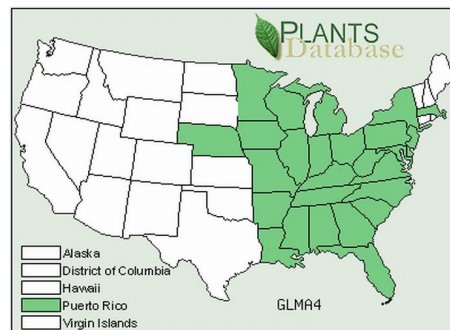 PLANTS
Database
Alaska
District of Columbia
Hawaii
Puerto Rico
Virgin Islands
GLMA4